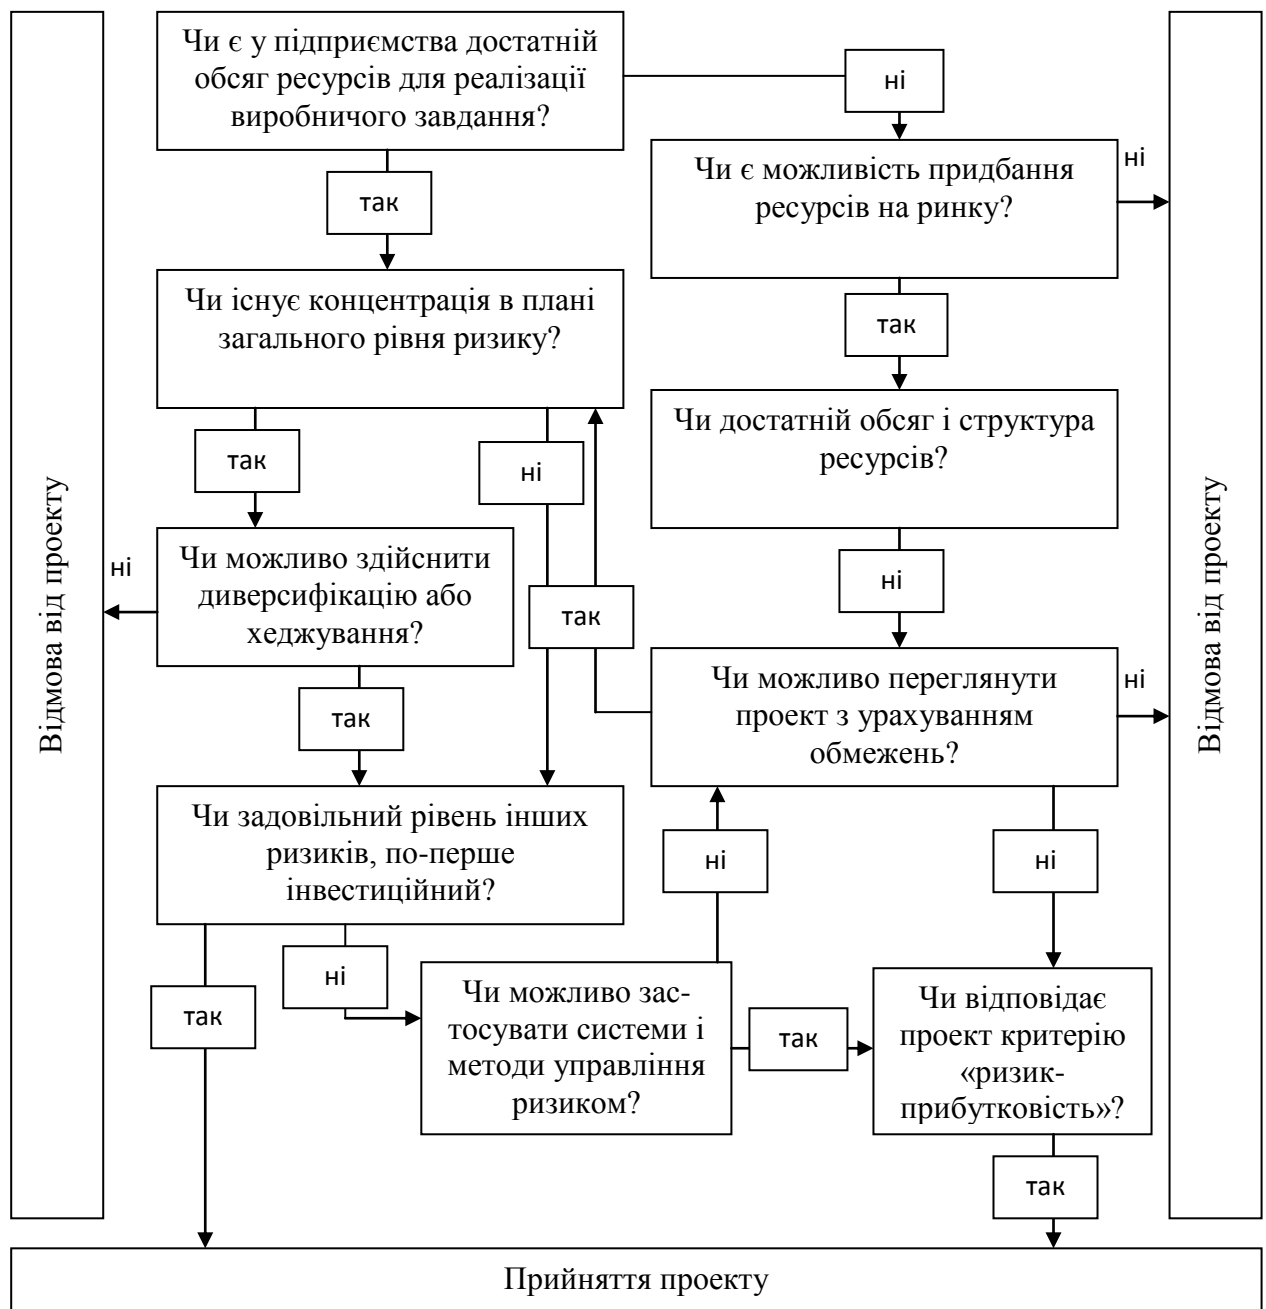 Чи є у підприємства достатній
обсяг ресурсів для реалізації
виробничого завдання?
ні
Чи є можливість придбання
ресурсів на ринку?
ні
так
Чи існує концентрація в плані
загального рівня ризику?
так
Чи достатній обсяг і структура
ресурсів?
так
ні
Відмова від проекту
ні
Чи можливо здійснити
диверсифікацію або
хеджування?
ні
так
Відмова від проекту
Чи можливо переглянути
проект з урахуванням
обмежень?
ні
так
Чи задовільний рівень інших
ризиків, по-перше
інвестиційний?
ні
ні
так
ні
Чи можливо зас-
тосувати системи і
методи управління
ризиком?
так
Чи відповідає
проект критерію
«ризик-
прибутковість»?
так
Прийняття проекту